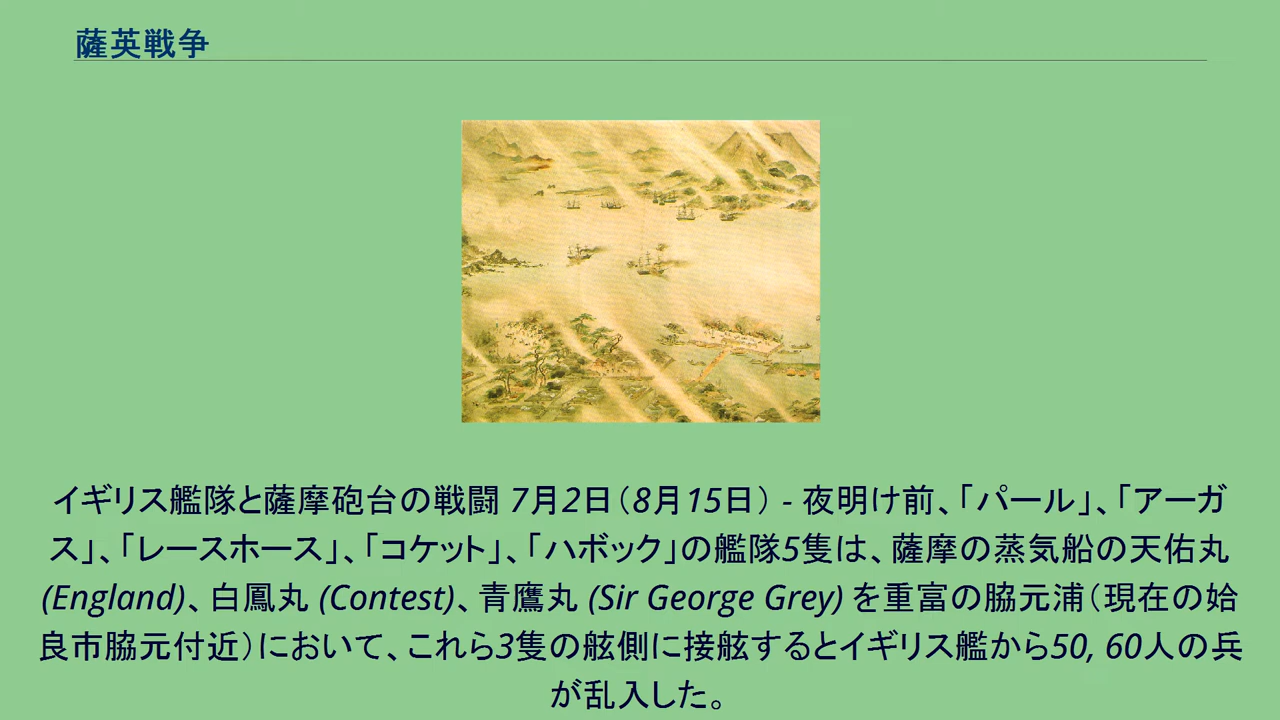 薩英戦争
イギリス艦隊と薩摩砲台の戦闘 7月2日（8月15日） - 夜明け前、「パール」、「アーガ
ス」、「レースホース」、「コケット」、「ハボック」の艦隊5隻は、薩摩の蒸気船の天佑丸
(England)、白鳳丸 (Contest)、青鷹丸 (Sir George Grey) を重富の脇元浦（現在の姶
良市脇元付近）において、これら3隻の舷側に接舷するとイギリス艦から50, 60人の兵
が乱入した。